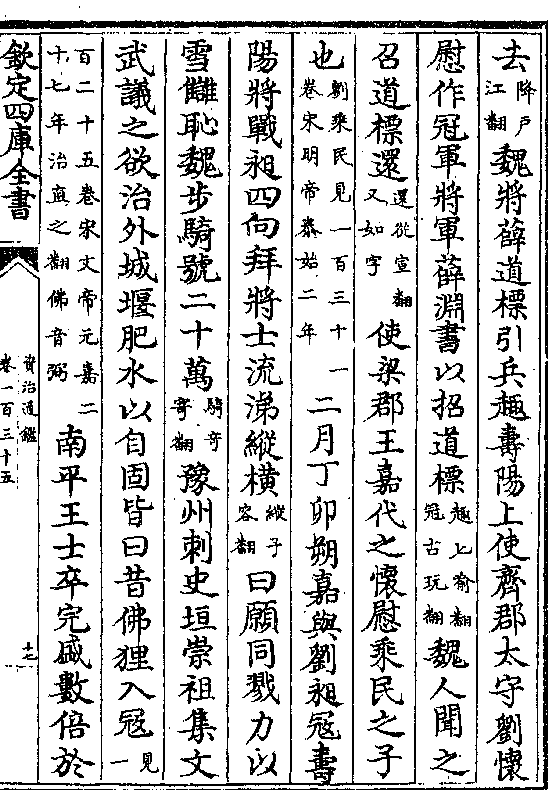 去降户江翻魏將薛道標引兵趣壽陽上使齊郡太守劉懷
慰作冠軍將軍薛淵書以招道標趣七喻翻冠古玩翻魏人聞之
召道標還還從宣翻又如字使梁郡王嘉代之懷慰乘民之子
也劉乘民見一百三十一卷宋明帝泰始二年二月丁卯朔嘉與劉昶冦壽
陽將戰昶四向拜將士流涕縱横縱子容翻曰願同戮力以
雪讎恥魏步騎號二十萬騎奇寄翻豫州刺史垣崇祖集文
武議之欲治外城堰肥水以自固皆曰昔佛狸入冦見一
百二十五卷宋文帝元嘉二十七年治直之翻佛音弼南平王士卒完盛數倍於
欽定四庫全書
資治通鑑
卷一百三十五
十七